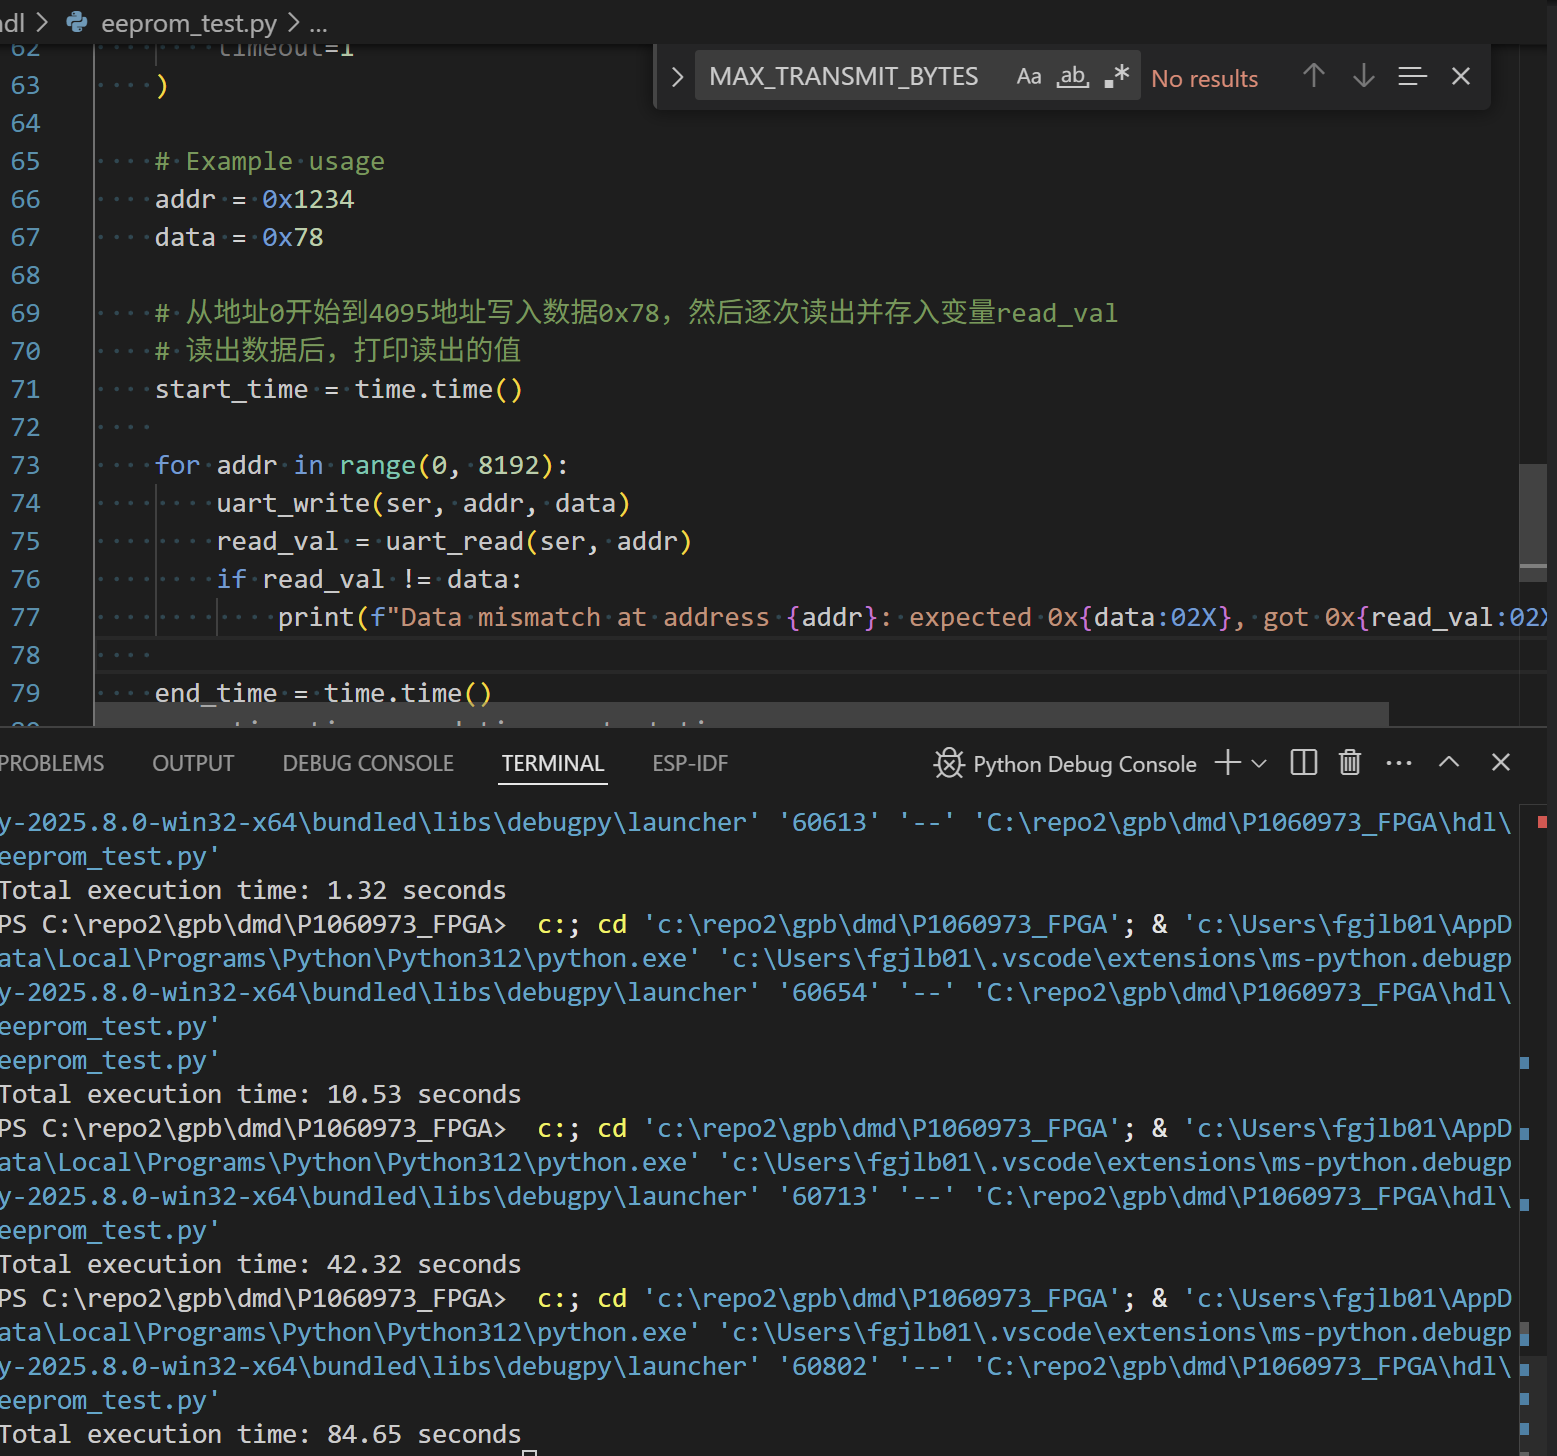 dl > eeprom_test.py > ...
62 timeout=1
MAX_TRANSMIT_BYTES Aa ab .* No results
63 )
64
65 # Example usage
66 addr = 0x1234
67 data = 0x78
68
69 # 从地址0开始到4095地址写入数据0x78，然后逐次读出并存入变量read_val
70 # 读出数据后，打印读出的值
71 start_time = time.time()
72
73 for addr in range(0, 8192):
74 uart_write(ser, addr, data)
75 read_val = uart_read(ser, addr)
76 if read_val != data:
77 print(f"Data mismatch at address {addr}: expected 0x{data:02X}, got 0x{read_val:02X
78
79 end_time = time.time()
PROBLEMS OUTPUT DEBUG CONSOLE TERMINAL ESP-IDF Python Debug Console
y-2025.8.0-win32-x64\bundled\libs\debugpy\launcher' '60613' '--' 'C:\repo2\gpb\dmd\P1060973_FPGA\hdl\
eeprom_test.py'
Total execution time: 1.32 seconds
PS C:\repo2\gpb\dmd\P1060973_FPGA> c:; cd 'c:\repo2\gpb\dmd\P1060973_FPGA'; & 'c:\Users\fgjlb01\AppD
ata\Local\Programs\Python\Python312\python.exe' 'c:\Users\fgjlb01\.vscode\extensions\ms-python.debugp
y-2025.8.0-win32-x64\bundled\libs\debugpy\launcher' '60654' '--' 'C:\repo2\gpb\dmd\P1060973_FPGA\hdl\
eeprom_test.py'
eeprom_test.py'
Total execution time: 10.53 seconds
PS C:\repo2\gpb\dmd\P1060973_FPGA> c:; cd 'c:\repo2\gpb\dmd\P1060973_FPGA'; & 'c:\Users\fgjlb01\AppD
ata\Local\Programs\Python\Python312\python.exe' 'c:\Users\fgjlb01\.vscode\extensions\ms-python.debugp
y-2025.8.0-win32-x64\bundled\libs\debugpy\launcher' '60713' '--' 'C:\repo2\gpb\dmd\P1060973_FPGA\hdl\
eeprom_test.py'
Total execution time: 42.32 seconds
PS C:\repo2\gpb\dmd\P1060973_FPGA> c:; cd 'c:\repo2\gpb\dmd\P1060973_FPGA'; & 'c:\Users\fgjlb01\AppD
ata\Local\Programs\Python\Python312\python.exe' 'c:\Users\fgjlb01\.vscode\extensions\ms-python.debugp
y-2025.8.0-win32-x64\bundled\libs\debugpy\launcher' '60802' '--' 'C:\repo2\gpb\dmd\P1060973_FPGA\hdl\
eeprom_test.py'
Total execution time: 84.65 seconds